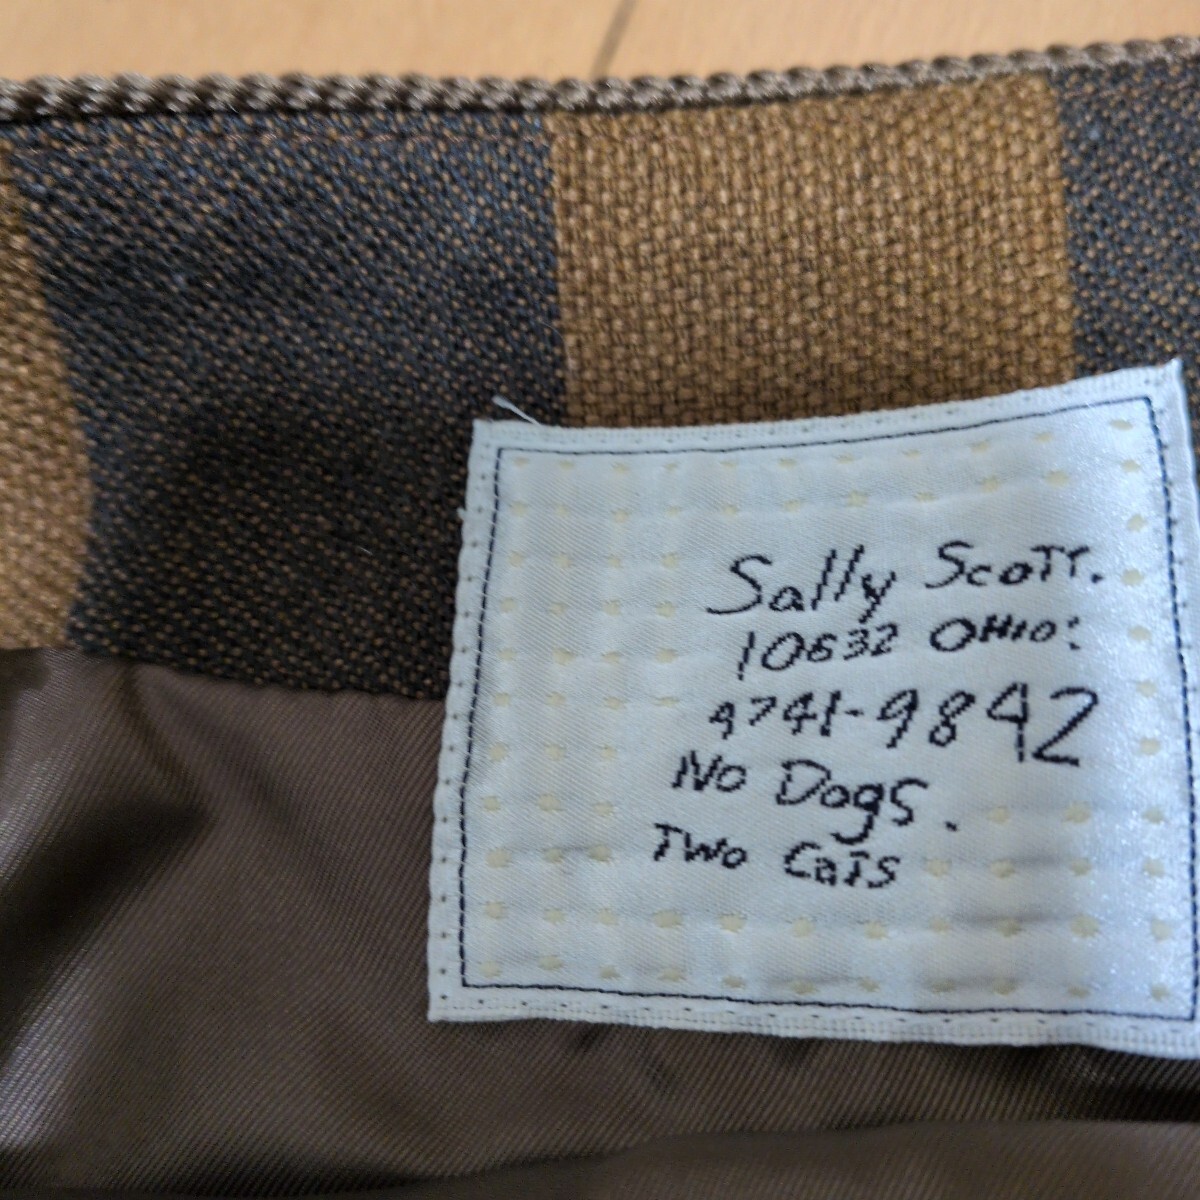 Sally Scott.
10632 OHIO:
4741-9842
No Dogs.
Two Cats